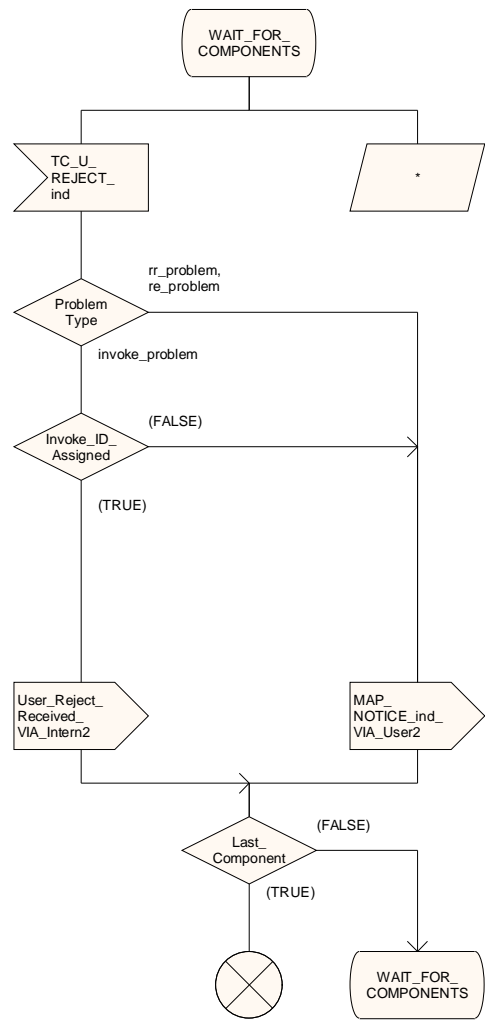 WAIT_FOR_
COMPONENTS
TC_U_
REJECT_
ind
*
rr_problem,
re_problem
Problem
Type
invoke_problem
(FALSE)
Invoke_ID_
Assigned
(TRUE)
User_Reject_
Received_
VIA_Intern2
MAP_
NOTICE_ind_
VIA_User2
(FALSE)
Last_
Component
(TRUE)
WAIT_FOR_
COMPONENTS